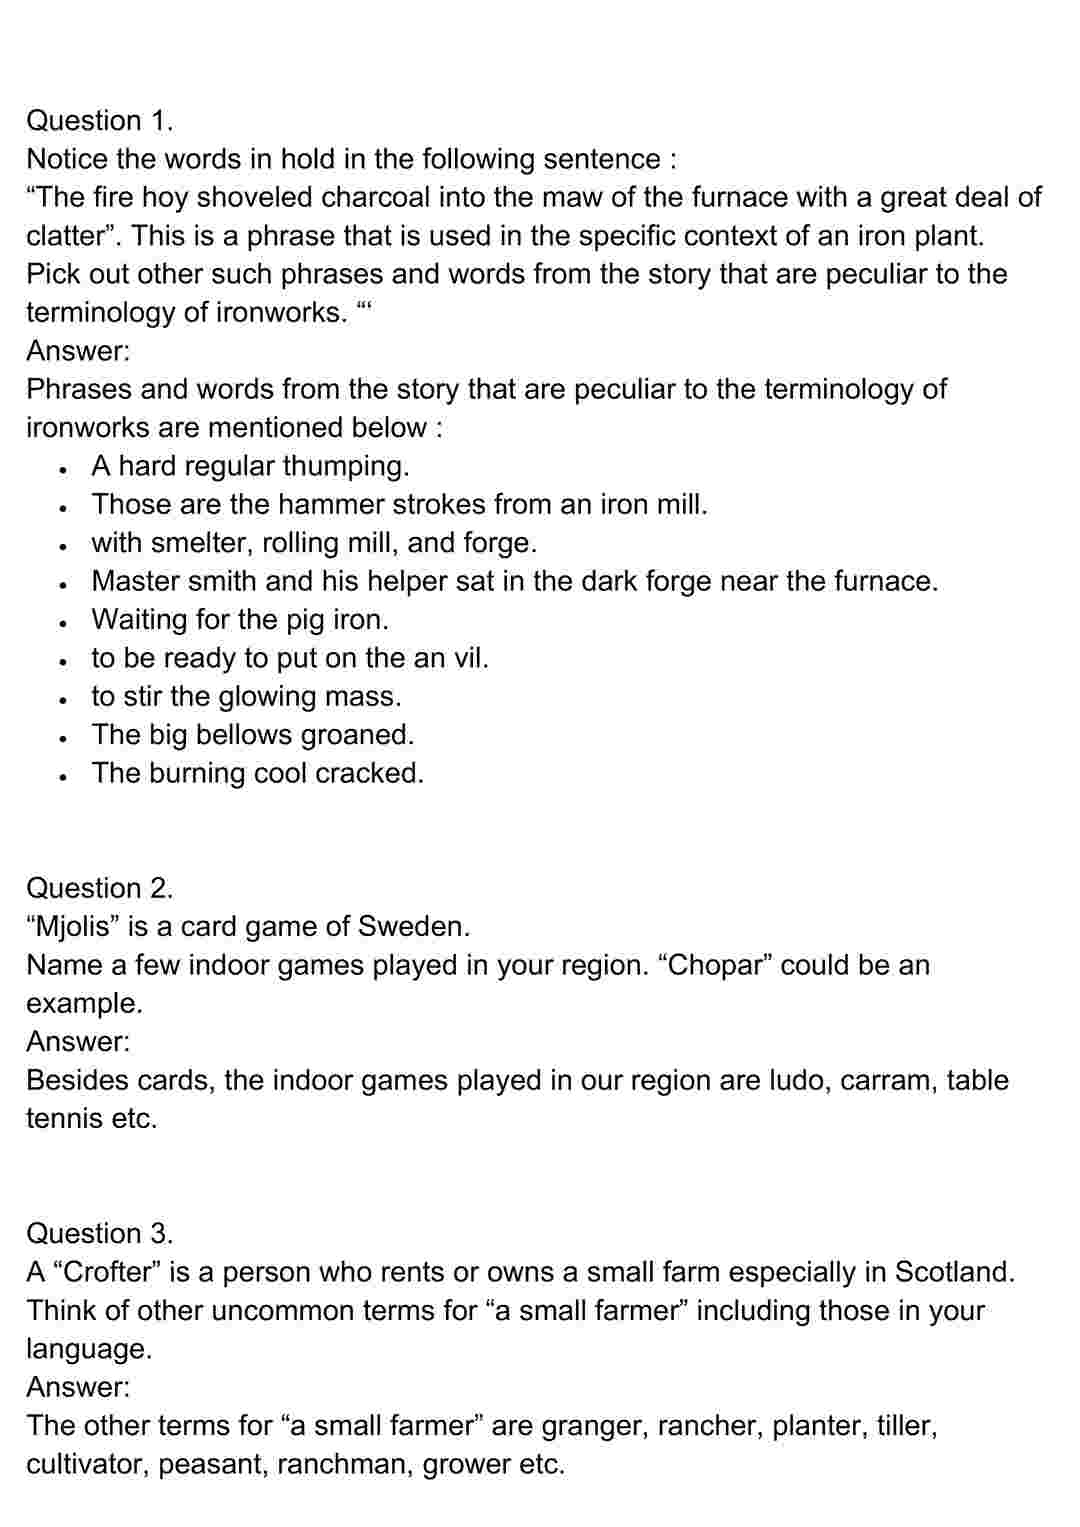 Question 1.
Notice the words in hold in the following sentence :
“The fire hoy shoveled charcoal into the maw of the furnace with a great deal of
clatter”. This is a phrase that is used in the specific context of an iron plant.
Pick out other such phrases and words from the story that are peculiar to the
terminology of ironworks. “‘
Answer:
Phrases and words from the story that are peculiar to the terminology of
ironworks are mentioned below :
• A hard regular thumping.
• Those are the hammer strokes from an iron mill.
• with smelter, rolling mill, and forge.
• Master smith and his helper sat in the dark forge near the furnace.
• Waiting for the pig iron.
• to be ready to put on the an vil.
• to stir the glowing mass.
• The big bellows groaned.
• The burning cool cracked.
Question 2.
“Mjolis” is a card game of Sweden.
Name a few indoor games played in your region. “Chopar” could be an
example.
Answer:
Besides cards, the indoor games played in our region are ludo, carram, table
tennis etc.
Question 3.
A “Crofter” is a person who rents or owns a small farm especially in Scotland.
Think of other uncommon terms for “a small farmer” including those in your
language.
Answer:
The other terms for “a small farmer” are granger, rancher, planter, tiller,
cultivator, peasant, ranchman, grower etc.